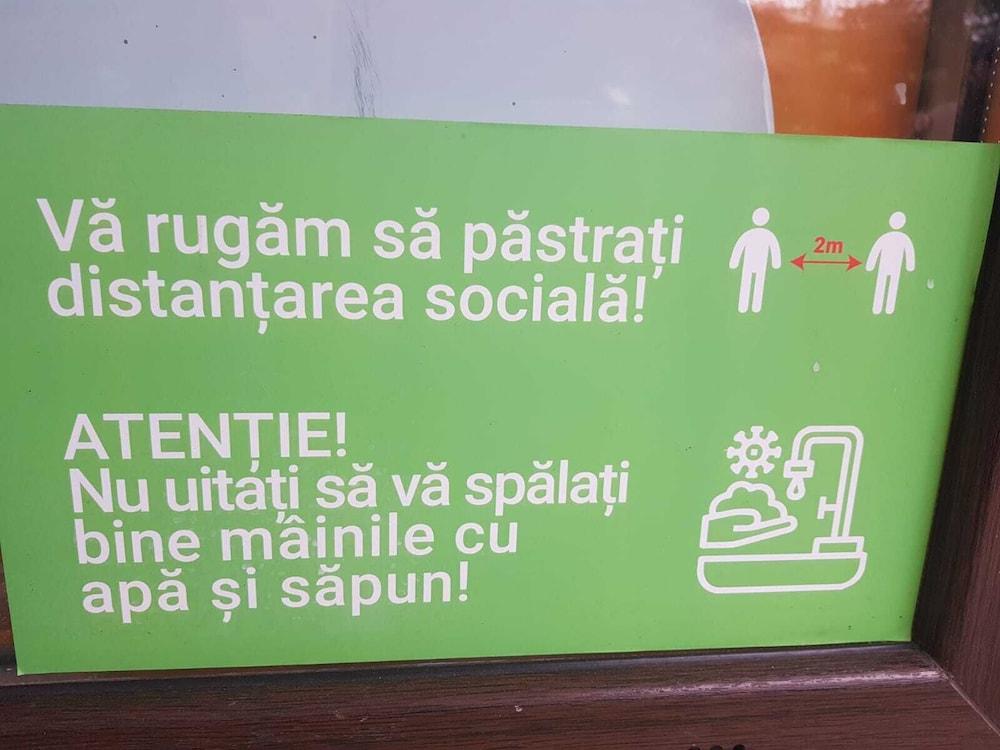 Vă rugăm să păstrați
distanțarea socială!
2m
ATENȚIE!
Nu uitați să vă spălați
bine mâinile cu
apă și săpun!